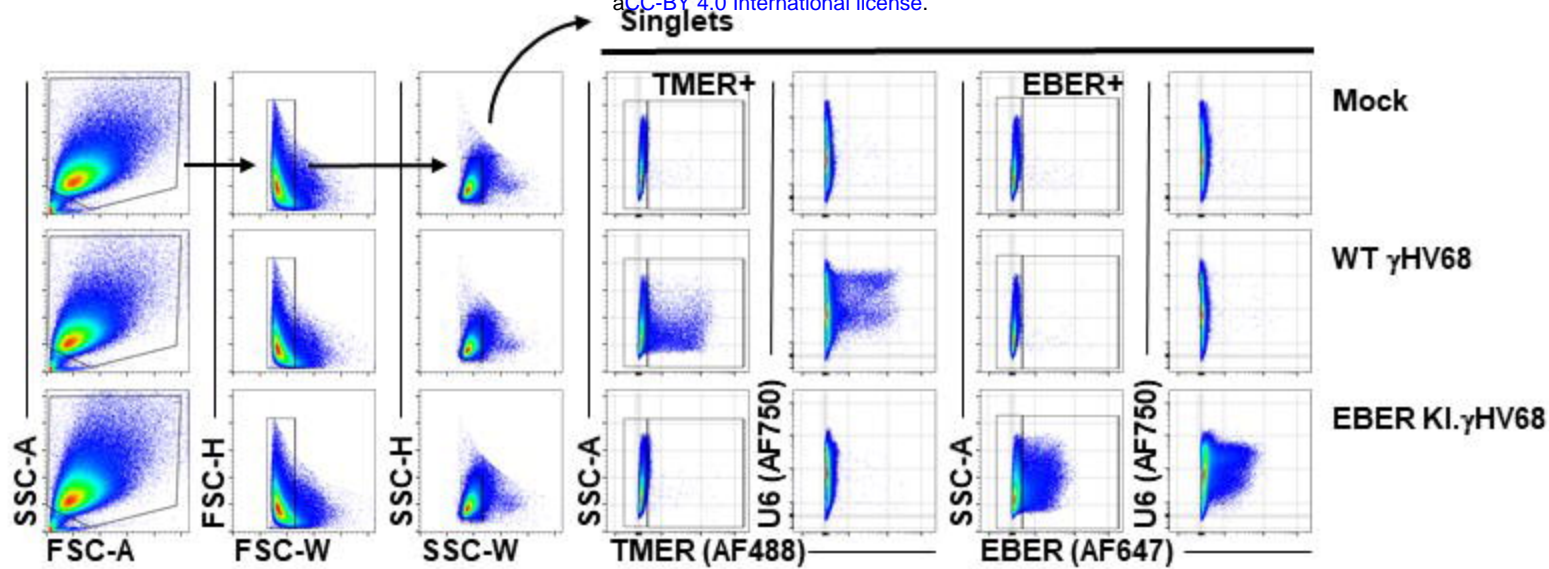 aCC-BY 4.0 International license.
Singlets
TMER+
EBER+
Mock
WT γHV68
EBER KI.γHV68
SSC-A
FSC-H
SSC-H
SSC-A
U6 (AF750)
SSC-A
U6 (AF750)
FSC-A
FSC-W
SSC-W
TMER (AF488)
EBER (AF647)